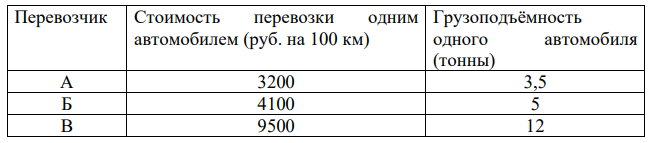 Перевозчик Стоимость перевозки одним Грузоподъёмность
автомобилем (руб. на 100 км) одного автомобиля
(тонны)
А 3200 3,5
Б 4100 5
В 9500 12